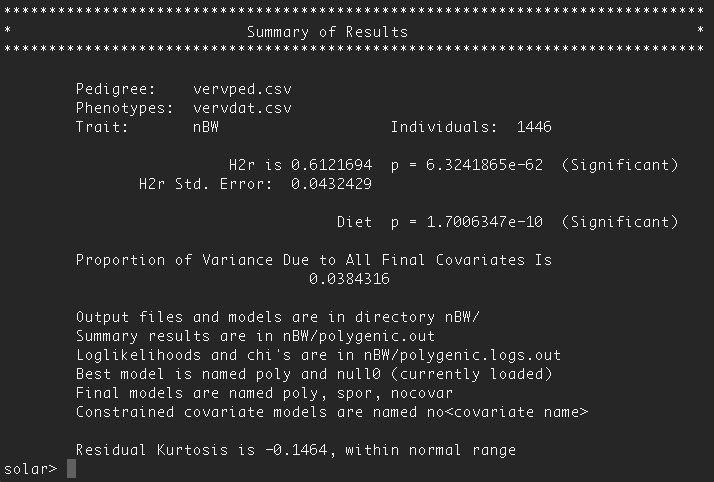 ******************************************************************************
* Summary of Results *
******************************************************************************
Pedigree: vervped.csv
Phenotypes: vervdat.csv
Trait: nBW Individuals: 1446
H2r is 0.6121694 p = 6.3241865e-62 (Significant)
H2r Std. Error: 0.0432429
Diet p = 1.7006347e-10 (Significant)
Proportion of Variance Due to All Final Covariates Is
0.0384316
Output files and models are in directory nBW/
Summary results are in nBW/polygenic.out
Loglikelihoods and chi's are in nBW/polygenic.logs.out
Best model is named poly and null0 (currently loaded)
Final models are named poly, spor, nocovar
Constrained covariate models are named no<covariate name>
Residual Kurtosis is -0.1464, within normal range
solar>